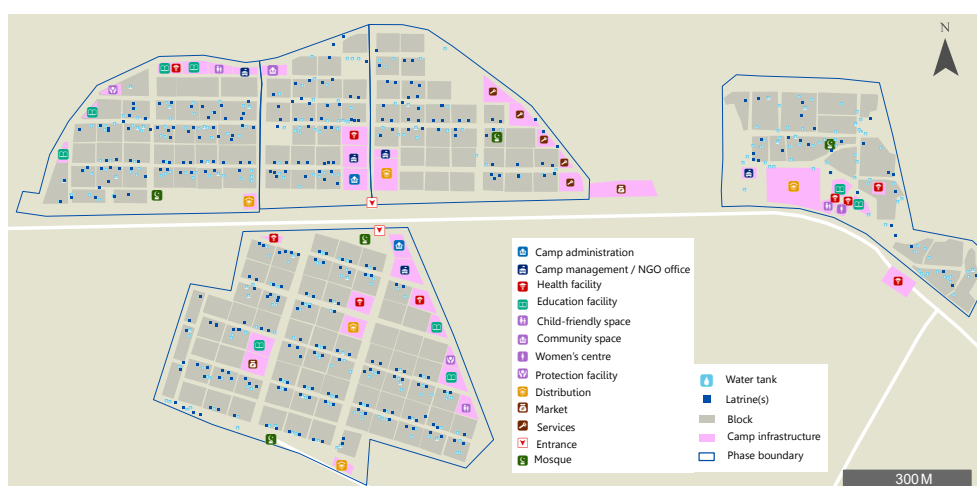 N
Camp administration
Camp management / NGO office
Health facility
Education facility
Child-friendly space
Community space
Women's centre
Protection facility
Distribution
Market
Services
Entrance
Mosque
Water tank
Latrine(s)
Block
Camp infrastructure
Phase boundary
300 M